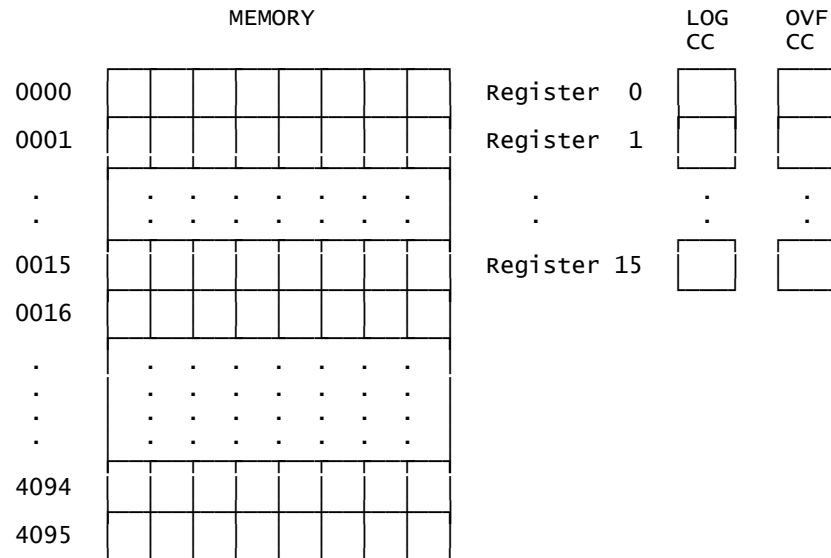 MEMORY LOG OVF
CC CC
0000 Register 0
0001 Register 1
. . . . . . . . . . .
. . . . . . . . . . .
0015 Register 15
0016
. . . . . . . .
. . . . . . . .
. . . . . . . .
. . . . . . . .
4094
4095